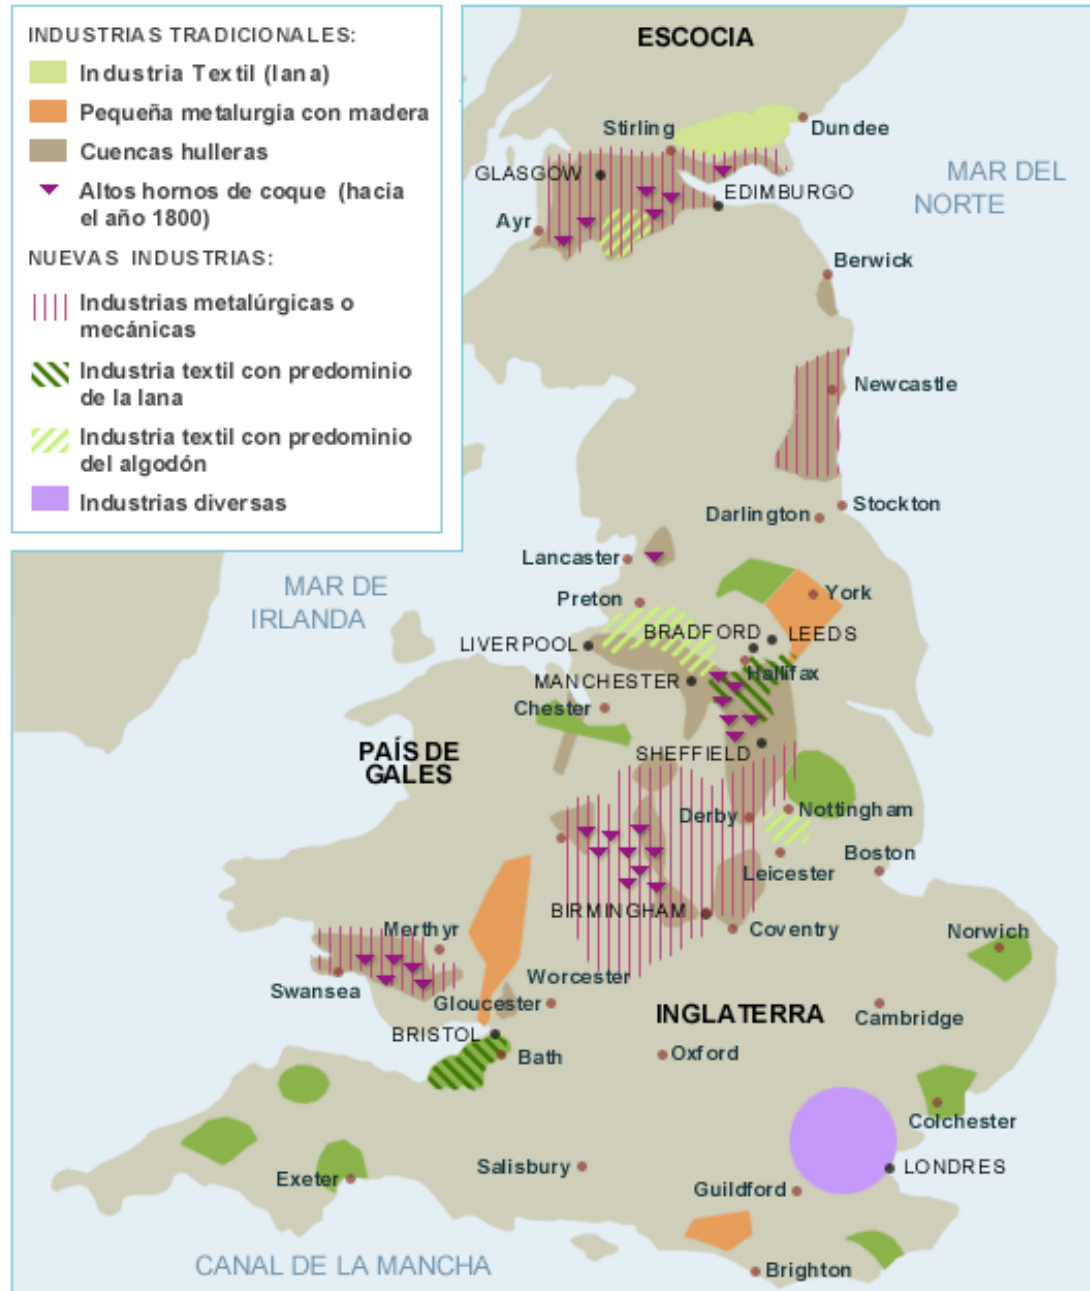 INDUSTRIAS TRADICIONALES:
Industria Textil (lana)
Pequeña metalurgia con madera
Cuencas hulleras
Altos hornos de coque (hacia
el año 1800)
NUEVAS INDUSTRIAS:
Industrias metalúrgicas o
mecánicas
Industria textil con predominio
de la lana
Industria textil con predominio
del algodón
Industrias diversas
ESCOCIA
Stirling
Dundee
GLASGOW
EDIMBURGO
MAR DEL
NORTE
Ayr
Berwick
Newcastle
Stockton
Darlington
Lancaster
MAR DE
IRLANDA
Preton
York
BRADFORD
LEEDS
LIVERPOOL
Hallifax
MANCHESTER
Chester
PAÍS DE
GALES
SHEFFIELD
Derby
Nottingham
Leicester
Boston
BIRMINGHAM
Coventry
Norwich
Merthyr
Swansea
Worcester
Gloucester
INGLATERRA
Cambridge
BRISTOL
Bath
Oxford
Colchester
Exeter
Salisbury
LONDRES
Guildford
CANAL DE LA MANCHA
Brighton